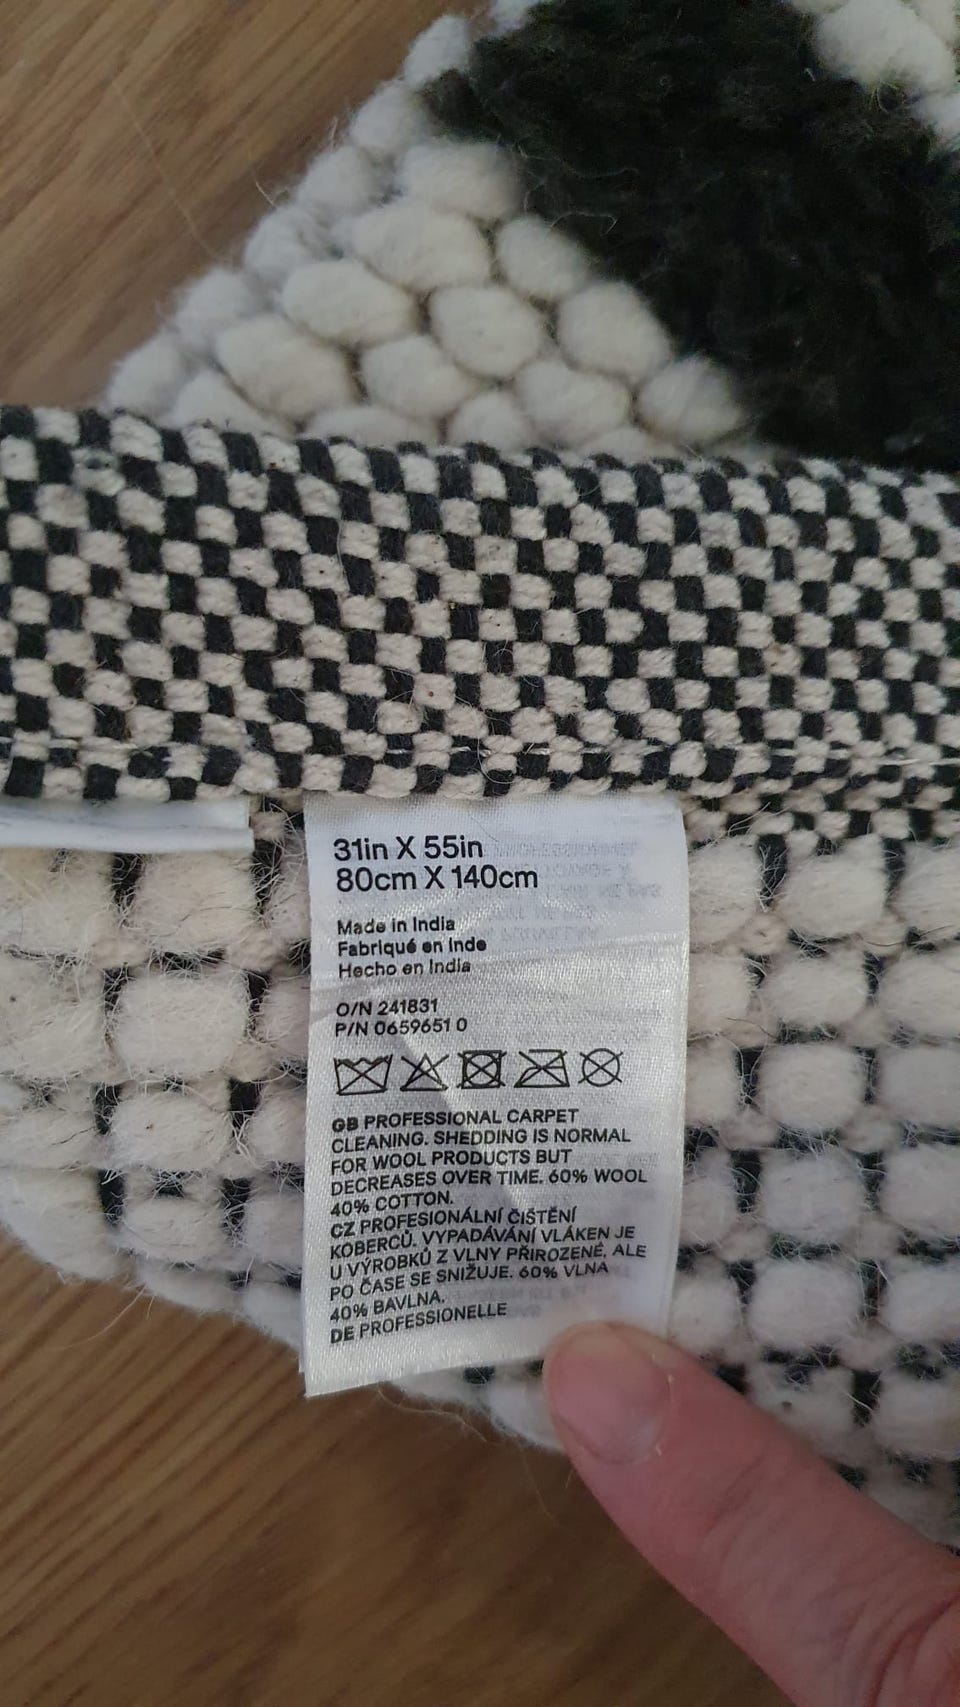 31in X 55in
80cm X 140cm
Made in India
Fabriqué en Inde
Hecho en India
O/N 241831
P/N 0659651 0
GB PROFESSIONAL CARPET
CLEANING. SHEDDING IS NORMAL
FOR WOOL PRODUCTS BUT
DECREASES OVER TIME. 60% WOOL
40% COTTON.
CZ PROFESIONÁLNÍ ČIŠTĚNÍ
KOBERCŮ. VYPADÁVÁNÍ VLÁKEN JE
U VÝROBKŮ Z VLNY PŘIROZENÉ, ALE
PO ČASE SE SNIŽUJE. 60% VLNA
40% BAVLNA.
DE PROFESSIONELLE